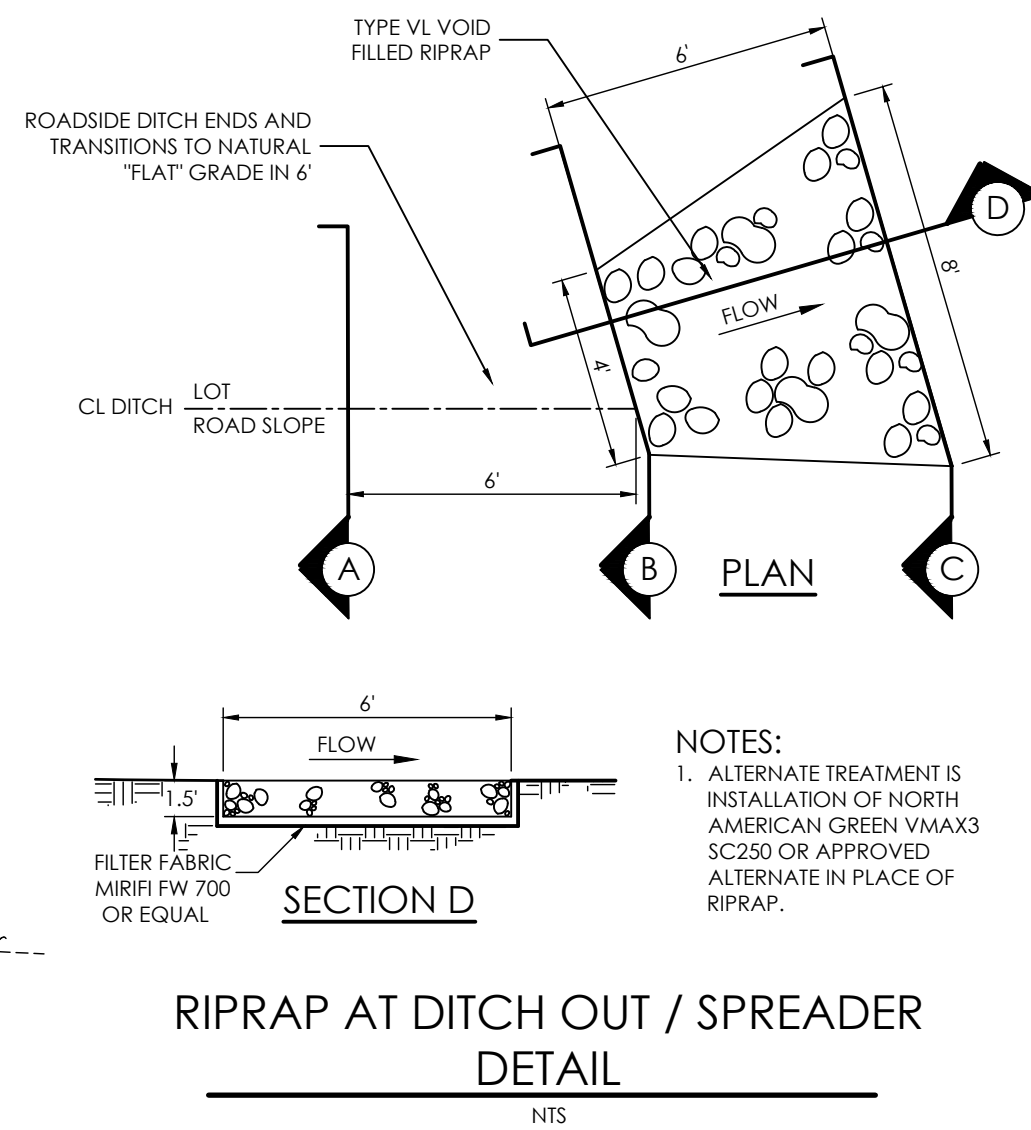 TYPE VL VOID
FILLED RIPRAP
6'
ROADSIDE DITCH ENDS AND
TRANSITIONS TO NATURAL
"FLAT" GRADE IN 6'
D
8'
FLOW
4'
CL DITCH
LOT
ROAD SLOPE
6'
A
B
PLAN
C
6'
FLOW
1.5'
FILTER FABRIC
MIRIFI FW 700
OR EQUAL
SECTION D
NOTES:
1. ALTERNATE TREATMENT IS
INSTALLATION OF NORTH
AMERICAN GREEN VMAX3
SC250 OR APPROVED
ALTERNATE IN PLACE OF
RIPRAP.
RIPRAP AT DITCH OUT / SPREADER
DETAIL
NTS